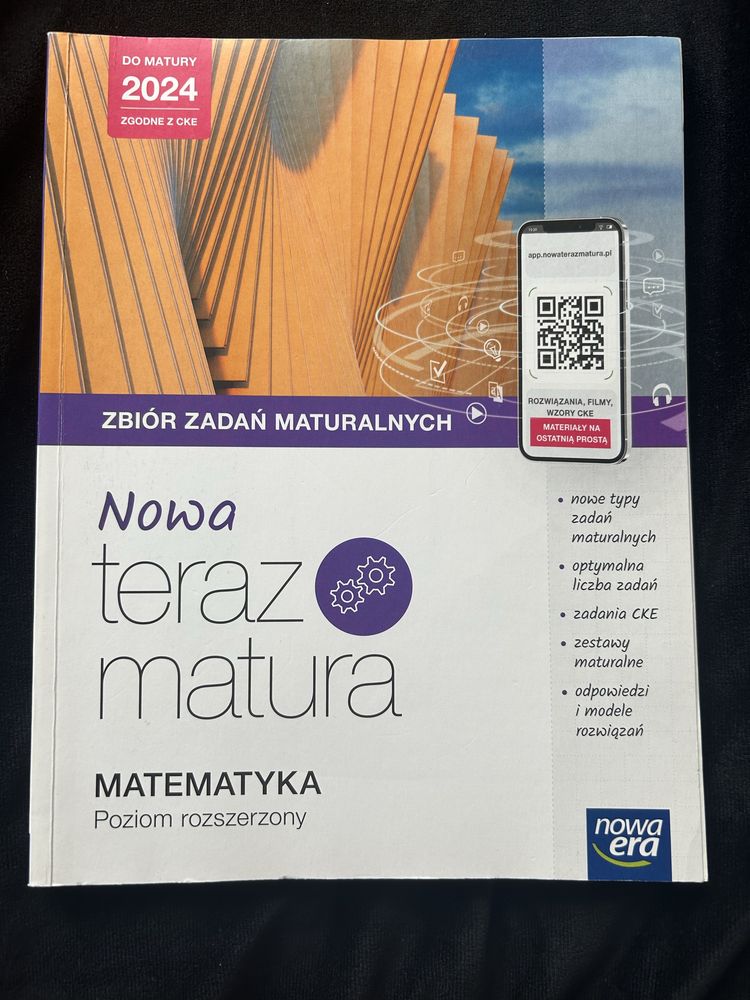 DO MATURY
2024
ZGODNE Z CKE
app.nowaterazmatura.pl
ROZWIĄZANIA, FILMY,
WZORY CKE
MATERIAŁY NA
OSTATNIĄ PROSTĄ
ZBIÓR ZADAŃ MATURALNYCH
Nowa
teraz
matura
MATEMATYKA
Poziom rozszerzony
• nowe typy
zadań
maturalnych
• optymalna
liczba zadań
• zadania CKE
• zestawy
maturalne
• odpowiedzi
i modele
rozwiązań
nowa
era